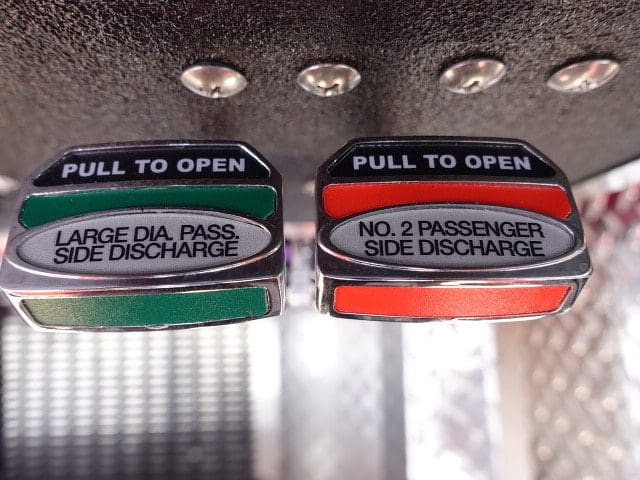 PULL TO OPEN
LARGE DIA. PASS.
SIDE DISCHARGE
PULL TO OPEN
NO. 2 PASSENGER
SIDE DISCHARGE